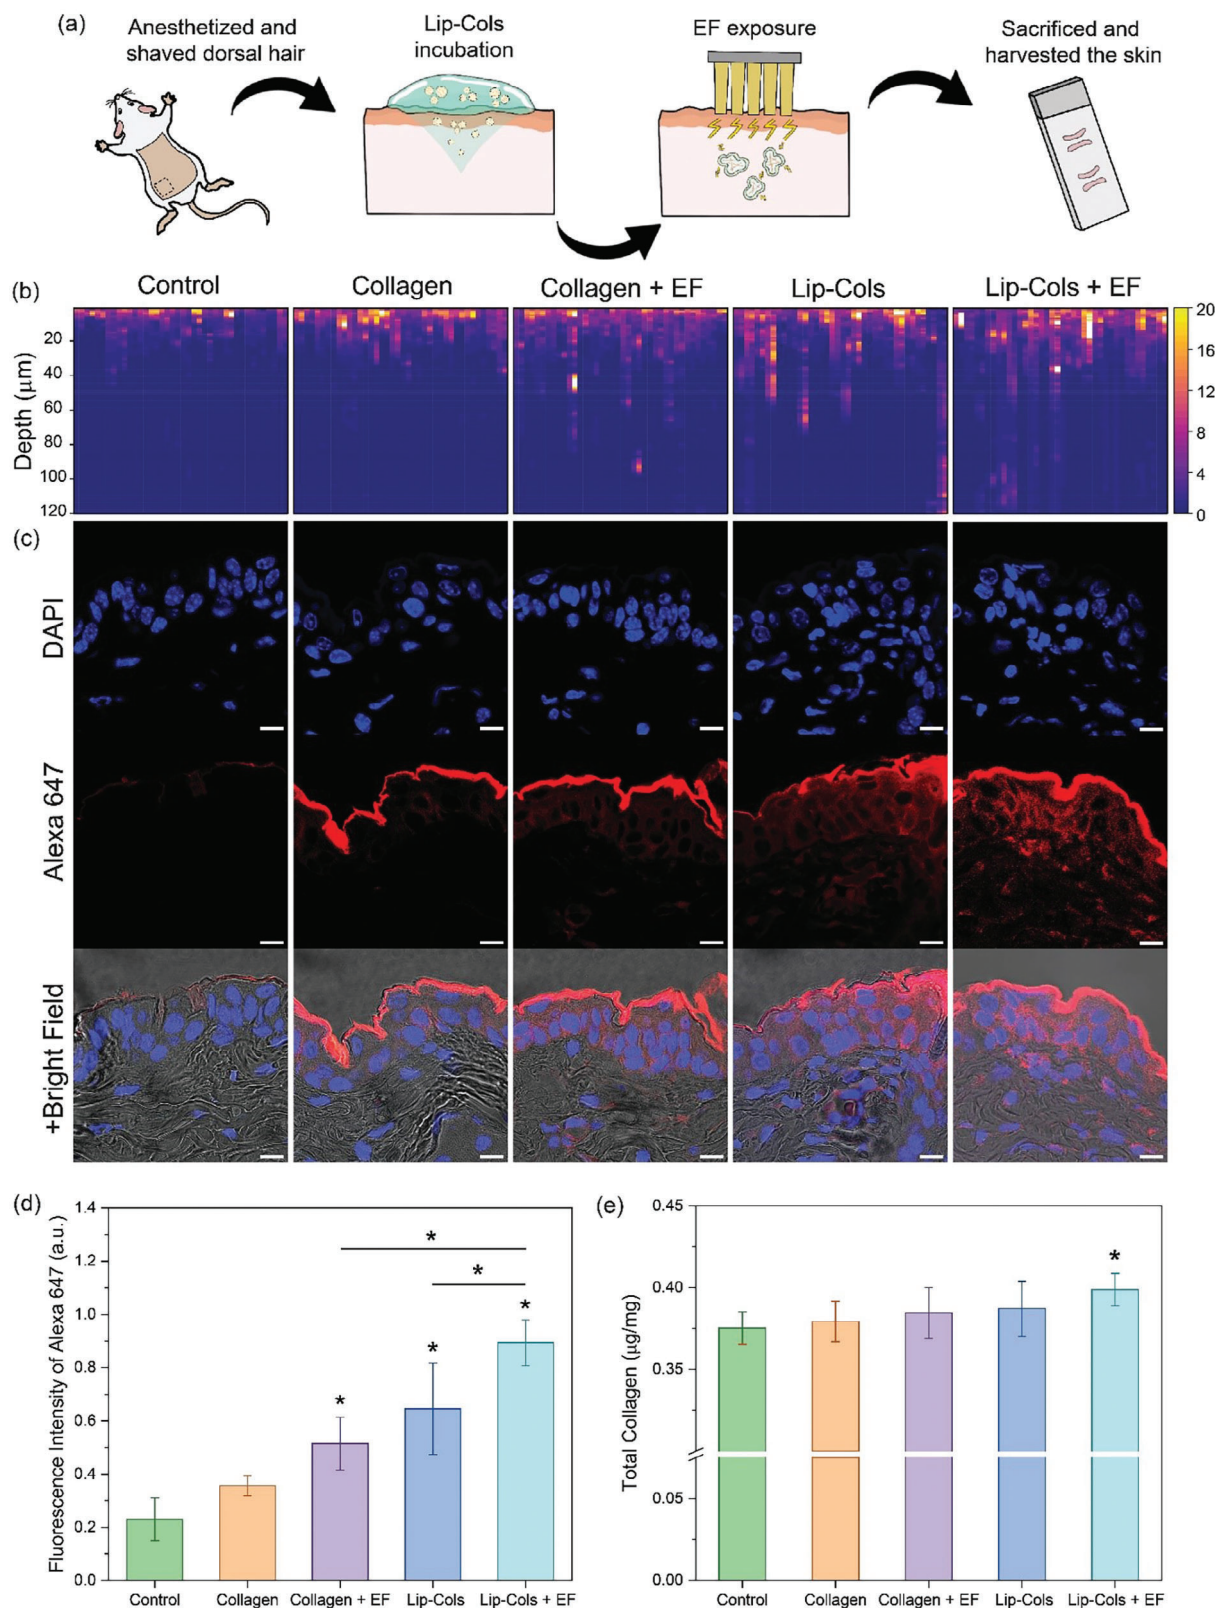 (a)
Anesthetized and
shaved dorsal hair
Lip-Cols
incubation
EF exposure
Sacrificed and
harvested the skin
(b)
Control
Collagen
Collagen + EF
Lip-Cols
Lip-Cols + EF
Depth (μm)
20
40
60
80
100
120
20
16
12
8
4
0
(c)
DAPI
Alexa 647
+Bright Field
(d)
Fluorescence Intensity of Alexa 647 (a.u.)
1.4
1.2
1.0
0.8
0.6
0.4
0.2
0.0
*
*
*
*
*
Control
Collagen
Collagen + EF
Lip-Cols
Lip-Cols + EF
(e)
Total Collagen (μg/mg)
0.45
0.40
0.35
0.05
0.00
*
Control
Collagen
Collagen + EF
Lip-Cols
Lip-Cols + EF